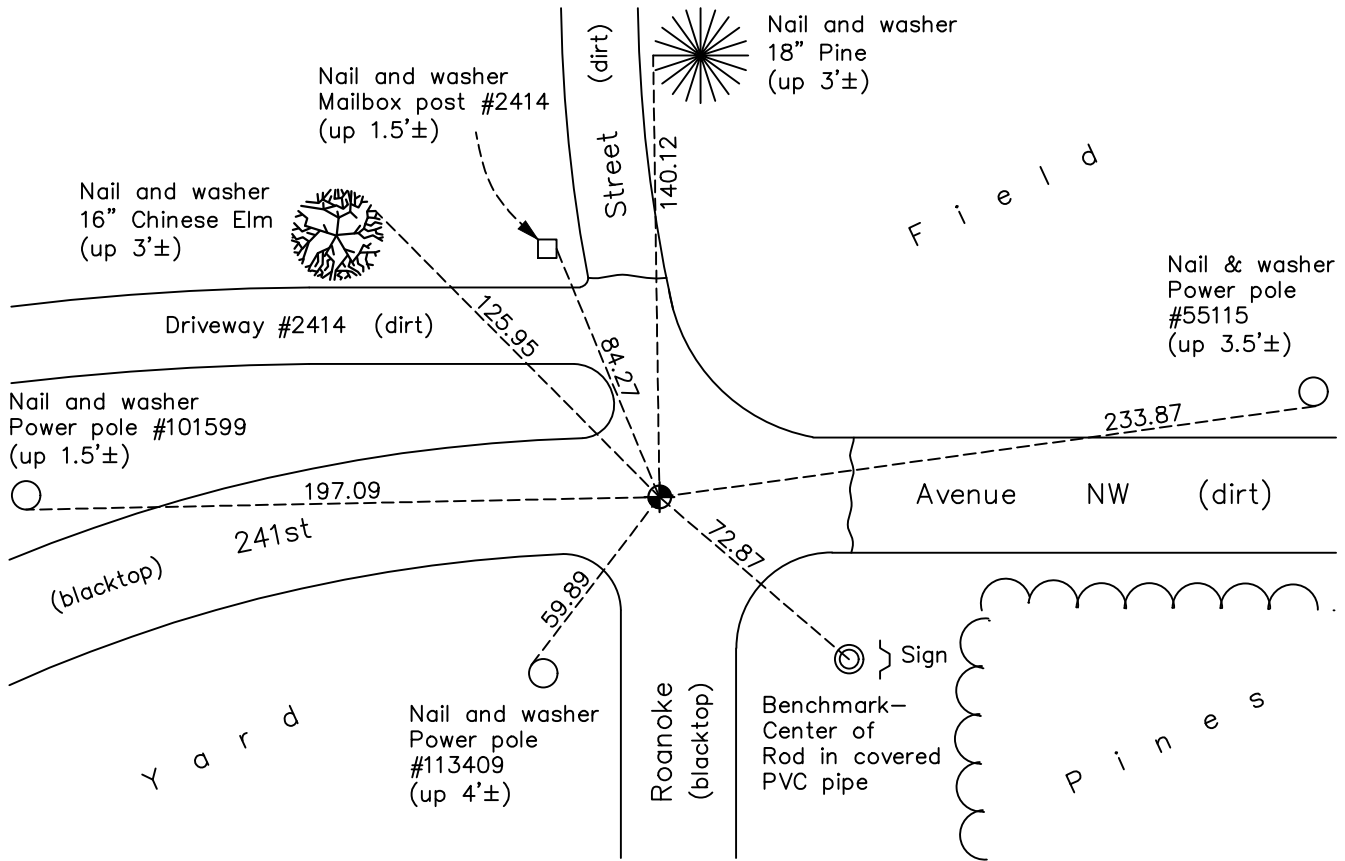 Nail and washer
18” Pine
(up 3’±)
Nail and washer
Mailbox post #2414
(up 1.5’±)
Street (dirt)
140.12
Nail and washer
16” Chinese Elm
(up 3’±)
Field
Nail & washer
Power pole
#55115
(up 3.5’±)
Driveway #2414 (dirt)
125.95
84.27
Nail and washer
Power pole #101599
(up 1.5’±)
233.87
197.09
241st
(blacktop)
Avenue NW (dirt)
72.87
59.89
Sign
Nail and washer
Power pole
#113409
(up 4’±)
Roanoke
(blacktop)
Benchmark–
Center of
Rod in covered
PVC pipe
Yard
Pines